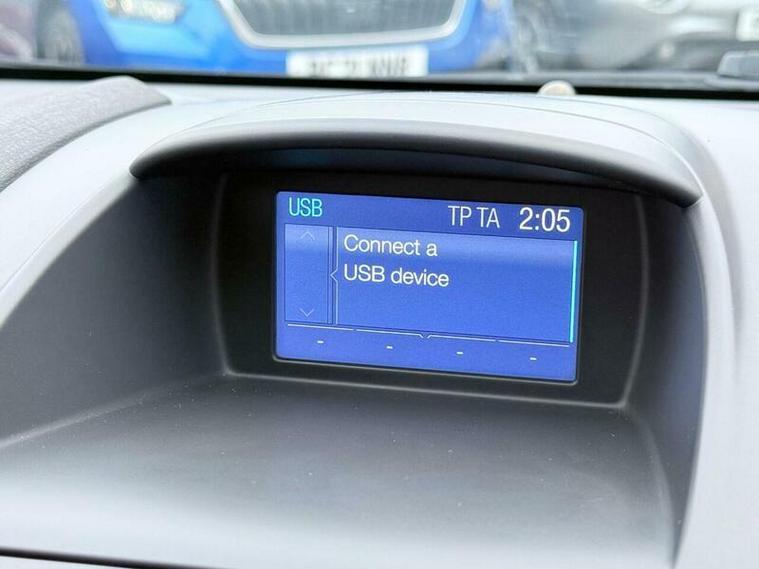 USB TP TA 2:05
Connect a
USB device
- - - -